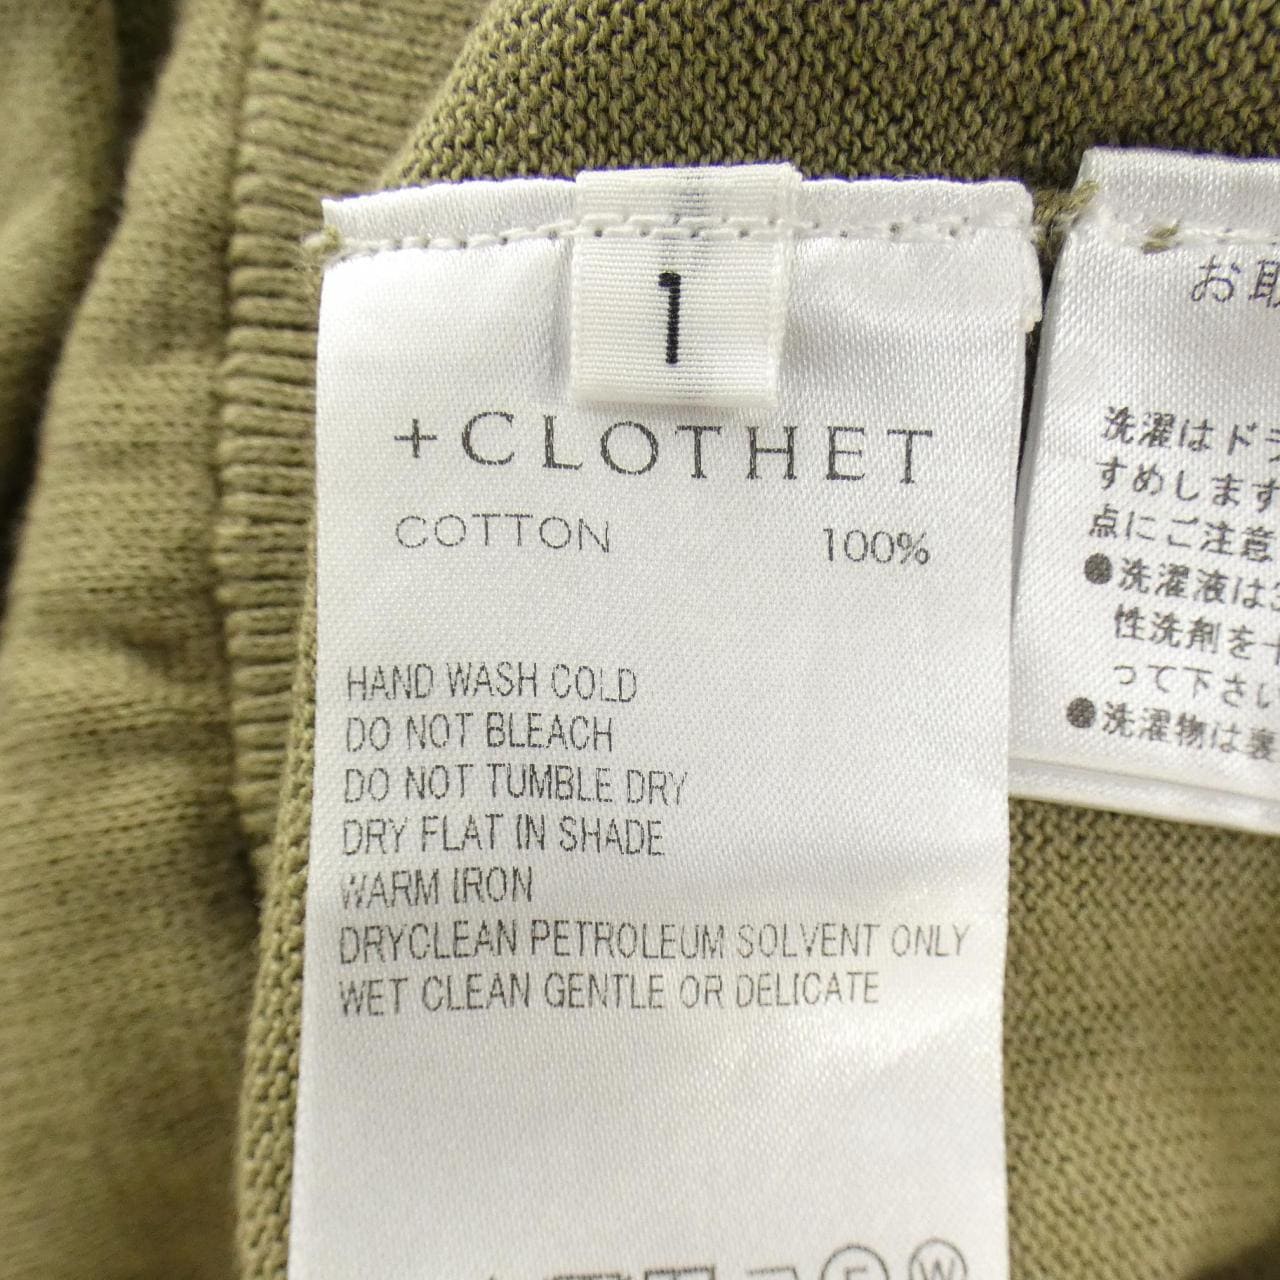 1
+CLOTHET
COTTON 100%
HAND WASH COLD
DO NOT BLEACH
DO NOT TUMBLE DRY
DRY FLAT IN SHADE
WARM IRON
DRYCLEAN PETROLEUM SOLVENT ONLY
WET CLEAN GENTLE OR DELICATE
F W
お取
洗濯はドラ
すめします
点にご注意
●洗濯液は
性洗剤を
って下さい
●洗濯物は裏